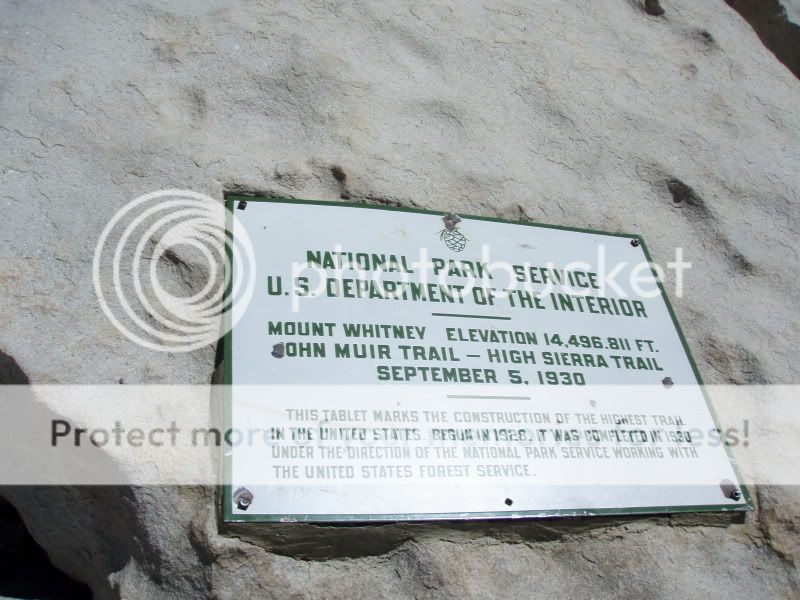 NATIONAL PARK SERVICE
U.S. DEPARTMENT OF THE INTERIOR
MOUNT WHITNEY ELEVATION 14,496.811 FT.
JOHN MUIR TRAIL — HIGH SIERRA TRAIL
SEPTEMBER 5, 1930
THIS TABLET MARKS THE CONSTRUCTION OF THE HIGHEST TRAIL
IN THE UNITED STATES. BEGUN IN 1928, IT WAS COMPLETED IN 1930
UNDER THE DIRECTION OF THE NATIONAL PARK SERVICE WORKING WITH
THE UNITED STATES FOREST SERVICE.
photobucket
Protect more of your memories for less!